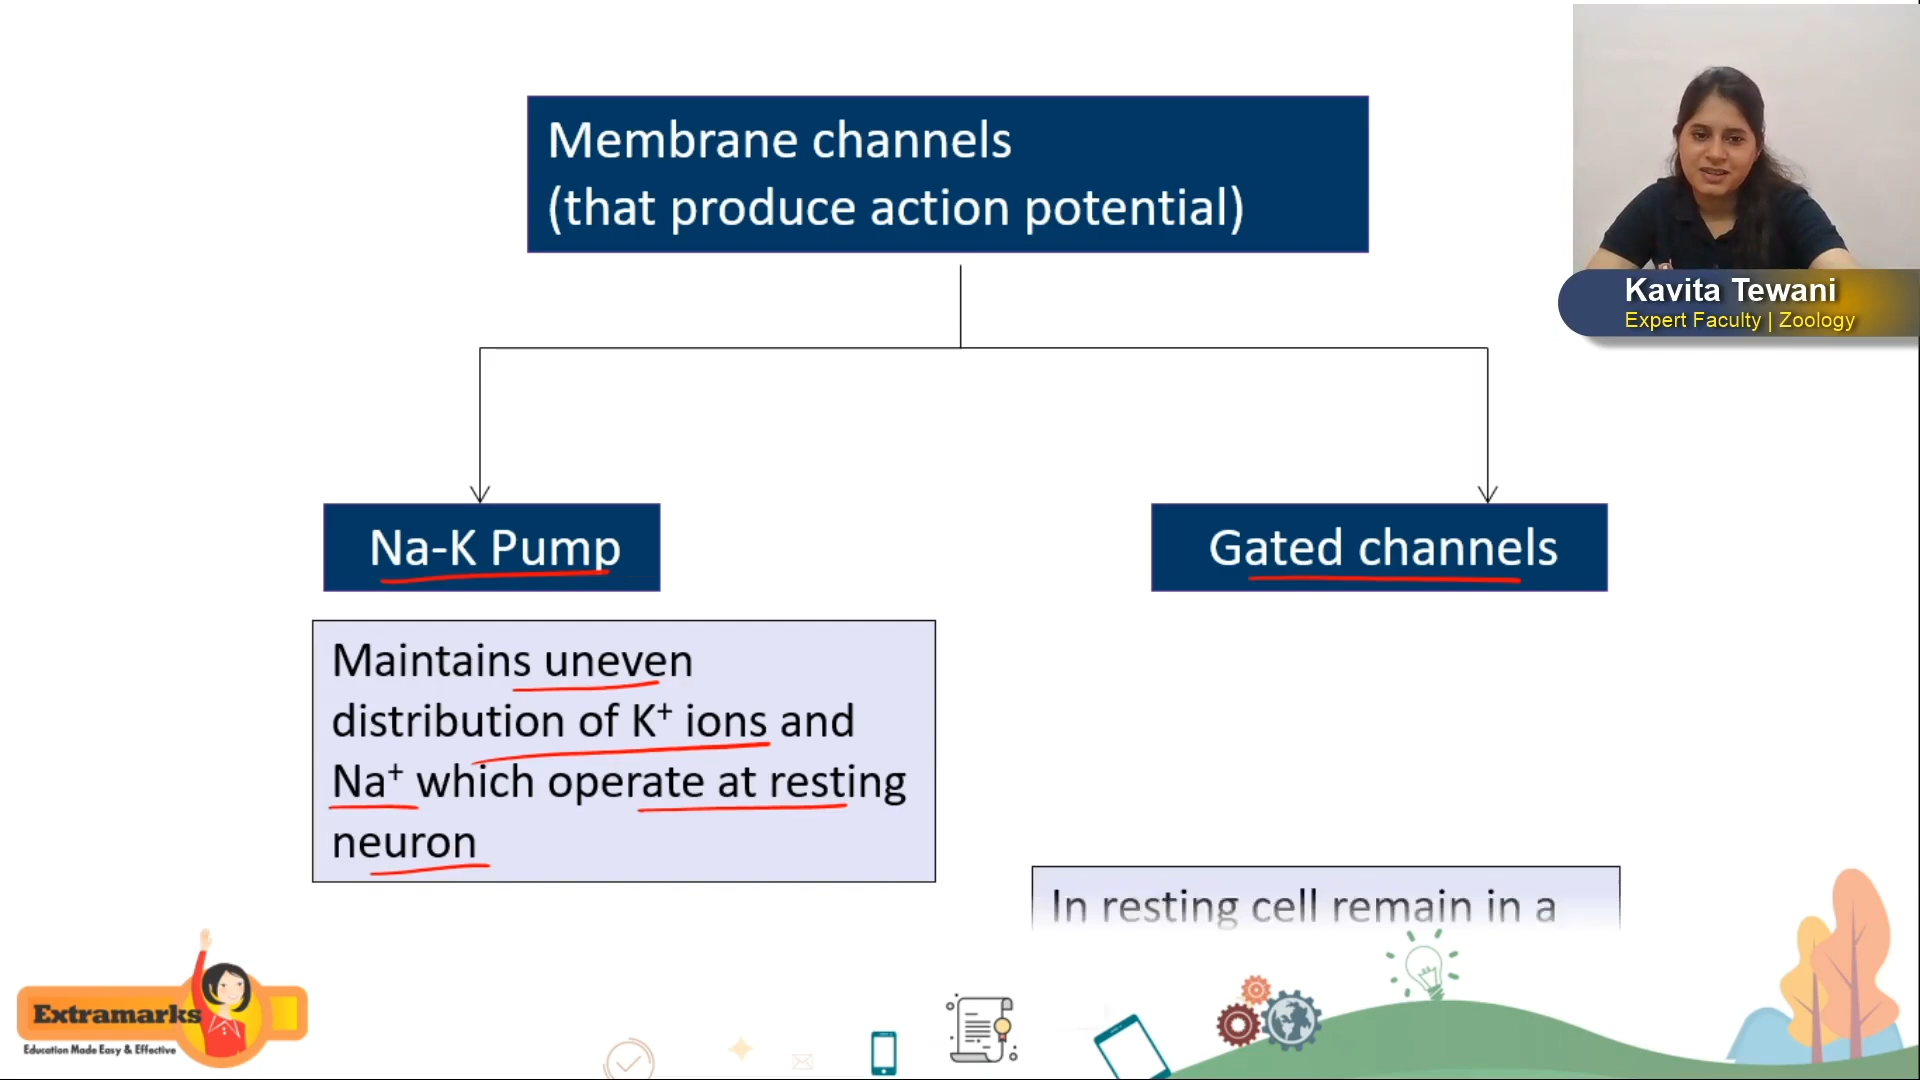 Membrane channels
(that produce action potential)
Kavita Tewani
Expert Faculty | Zoology
Na-K Pump
Gated channels
Maintains uneven
distribution of K⁺ ions and
Na⁺ which operate at resting
neuron
In resting cell remain in a
Extramarks
Education Made Easy & Effective